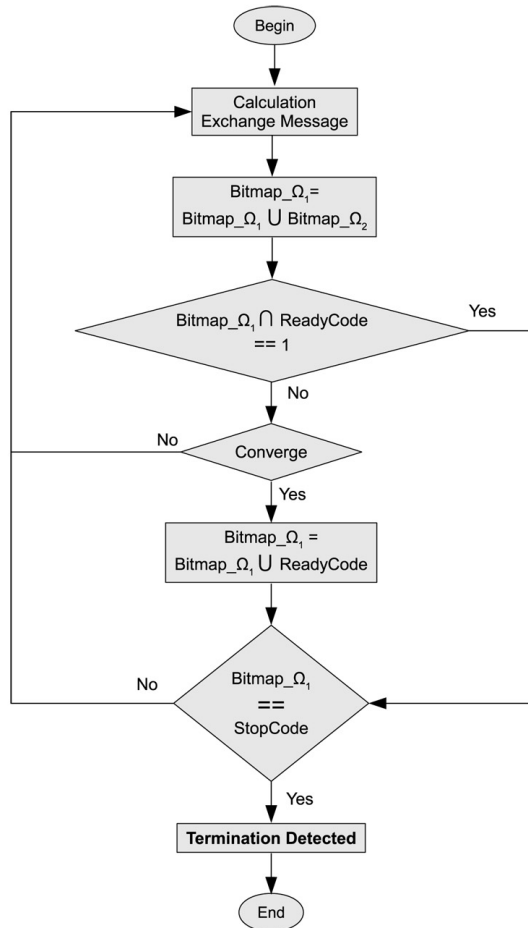 Begin
Calculation
Exchange Message
Bitmap_Ω₁=
Bitmap_Ω₁ ∪ Bitmap_Ω₂
Bitmap_Ω₁ ∩ ReadyCode
== 1
Yes
No
Converge
No
Yes
Bitmap_Ω₁ =
Bitmap_Ω₁ ∪ ReadyCode
Bitmap_Ω₁
==
StopCode
No
Yes
Termination Detected
End